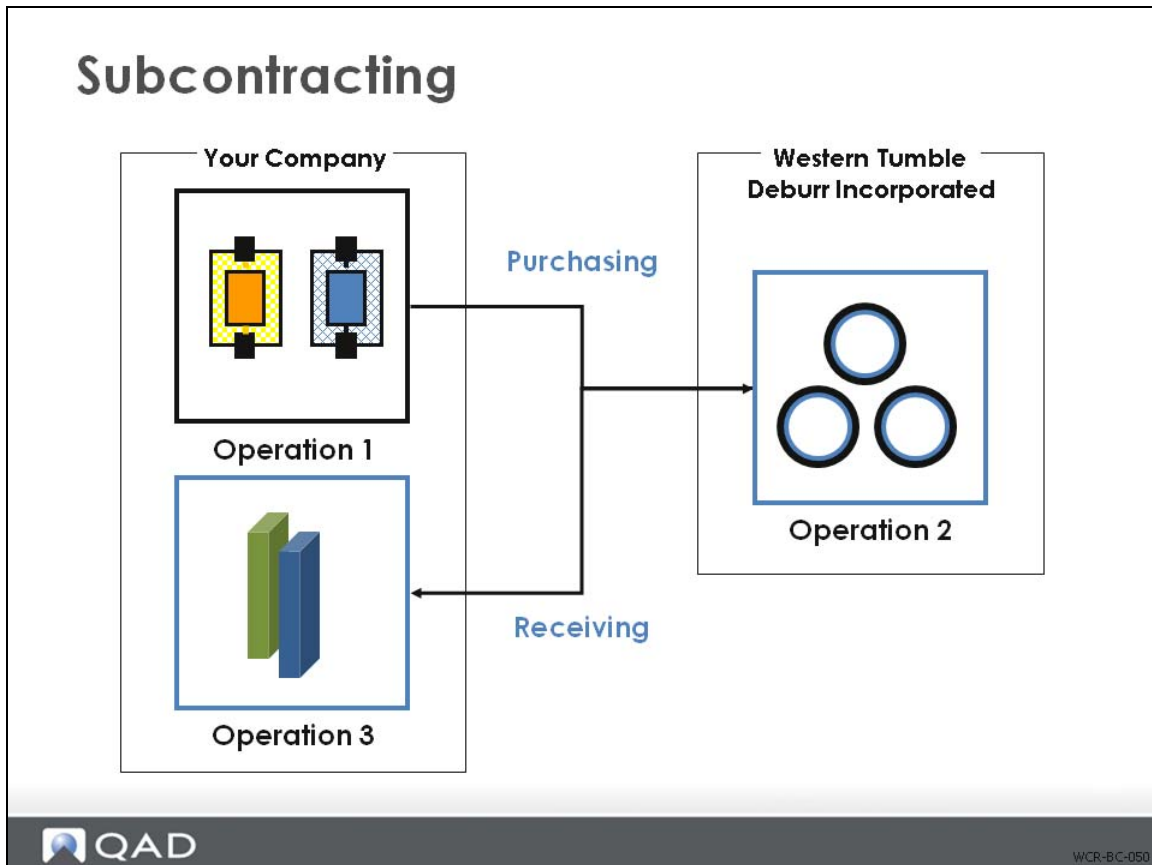 Subcontracting
Your Company
Western Tumble
Deburr Incorporated
Purchasing
Operation 1
Operation 2
Receiving
Operation 3
QAD
WCR-BC-050